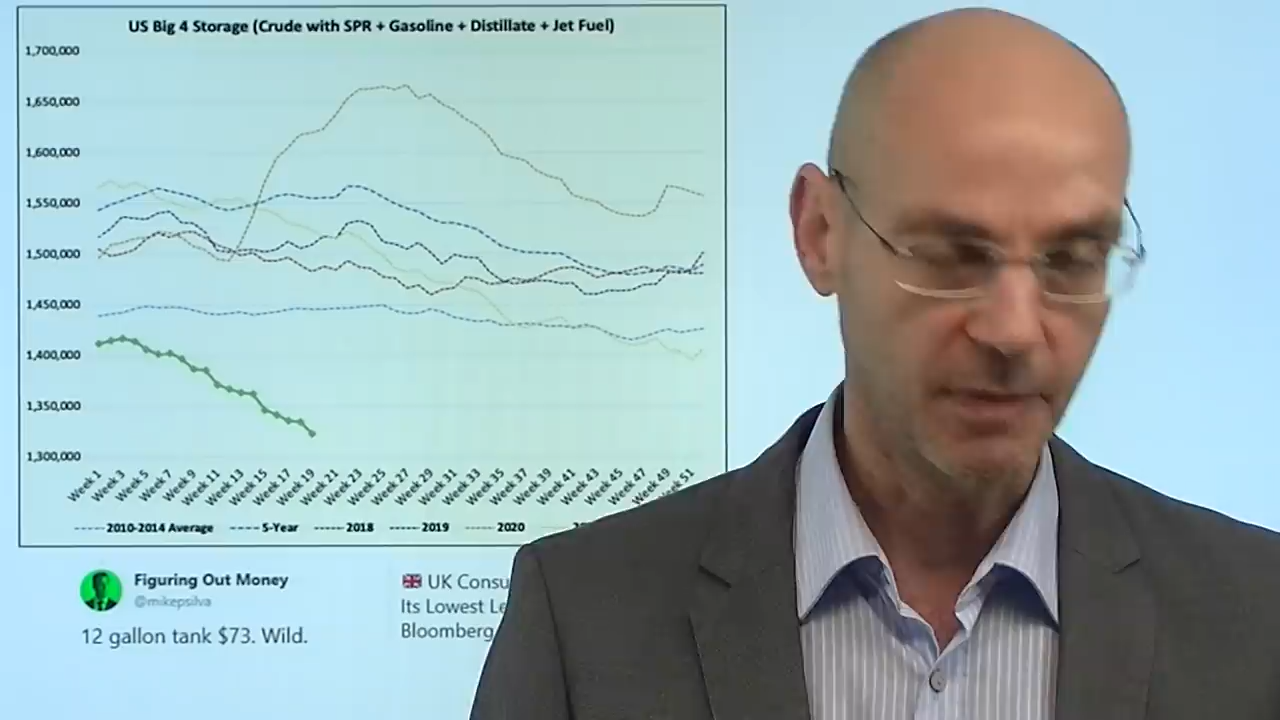 US Big 4 Storage (Crude with SPR + Gasoline + Distillate + Jet Fuel)
1,700,000
1,650,000
1,600,000
1,550,000
1,500,000
1,450,000
1,400,000
1,350,000
1,300,000
Week 1 Week 3 Week 5 Week 7 Week 9 Week 11 Week 13 Week 15 Week 17 Week 19 Week 21 Week 23 Week 25 Week 27 Week 29 Week 31 Week 33 Week 35 Week 37 Week 39 Week 41 Week 43 Week 45 Week 47 Week 49 51
2010-2014 Average 5-Year 2018 2019 2020
Figuring Out Money
@mikepsilva
12 gallon tank $73. Wild.
UK Consu
Its Lowest Le
Bloomberg